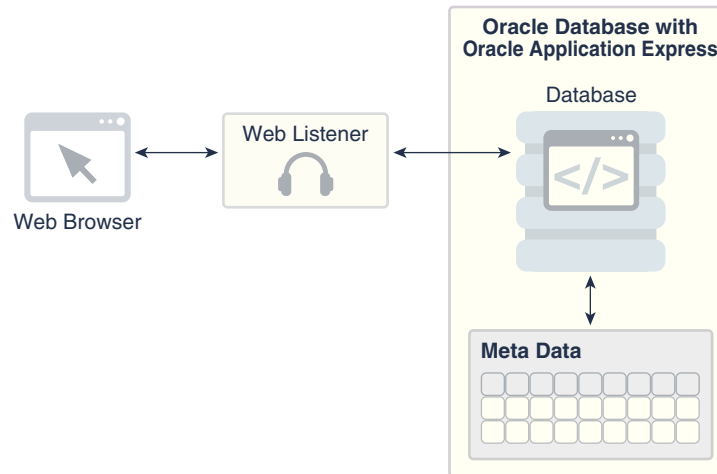 Oracle Database with
Oracle Application Express
Database
Web Listener
</>
Web Browser
Meta Data